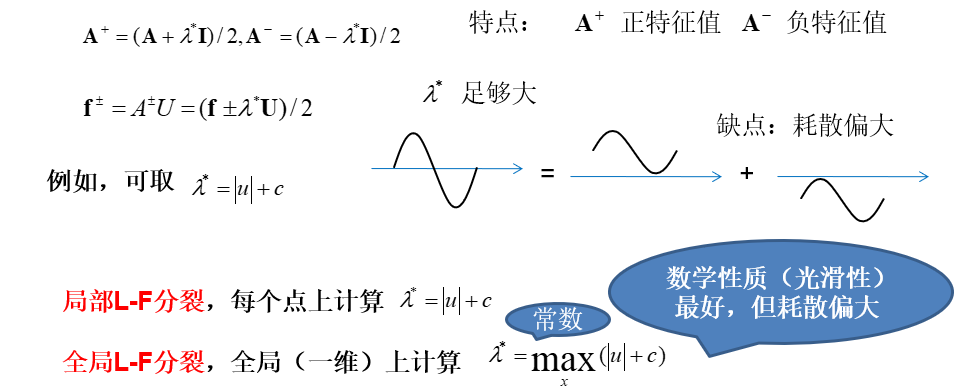 A⁺ = (A + λ*I) / 2, A⁻ = (A − λ*I) / 2
特点： A⁺ 正特征值 A⁻ 负特征值
f^± = A^±U = (f ± λ*U) / 2
λ* 足够大
缺点：耗散偏大
例如，可取 λ* = |u| + c
= +
数学性质（光滑性）
最好，但耗散偏大
局部L-F分裂，每个点上计算 λ* = |u| + c
常数
全局L-F分裂，全局（一维）上计算 λ* = max_x (|u| + c)